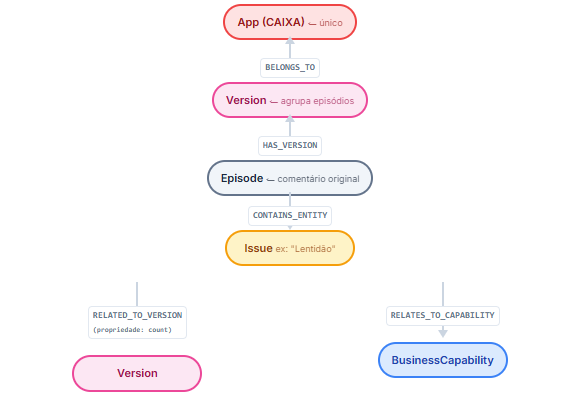 App (CAIXA) — único
BELONGS_TO
Version — agrupa episódios
HAS_VERSION
Episode — comentário original
CONTAINS_ENTITY
Issue ex: "Lentidão"
RELATED_TO_VERSION
(propriedade: count)
RELATES_TO_CAPABILITY
Version
BusinessCapability